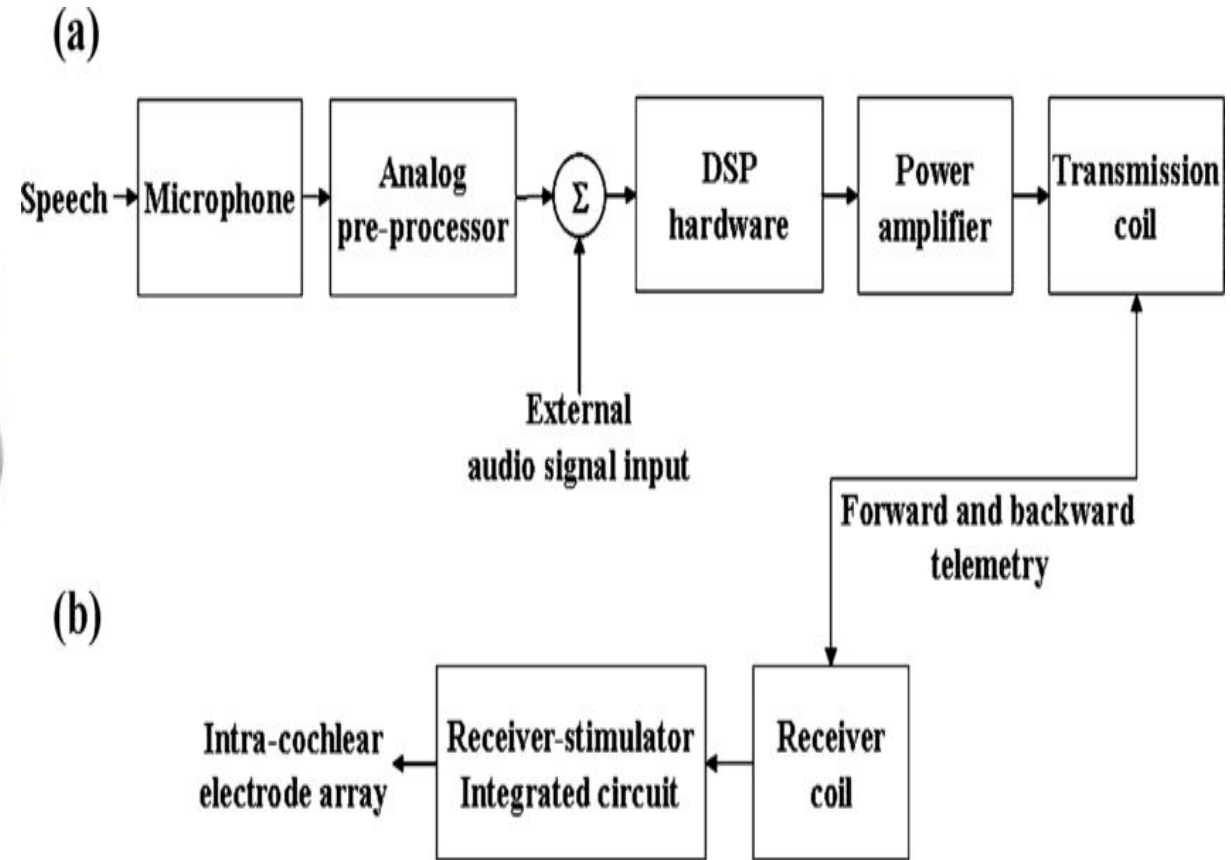 (a)
Speech
Microphone
Analog
pre-processor
Σ
DSP
hardware
Power
amplifier
Transmission
coil
External
audio signal input
Forward and backward
telemetry
(b)
Intra-cochlear
electrode array
Receiver-stimulator
Integrated circuit
Receiver
coil